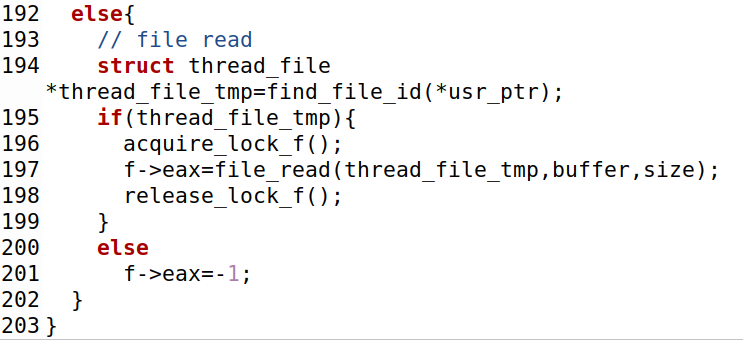 192 else{
193 // file read
194 struct thread_file
*thread_file_tmp=find_file_id(*usr_ptr);
195 if(thread_file_tmp){
196 acquire_lock_f();
197 f->eax=file_read(thread_file_tmp,buffer,size);
198 release_lock_f();
199 }
200 else
201 f->eax=-1;
202 }
203 }